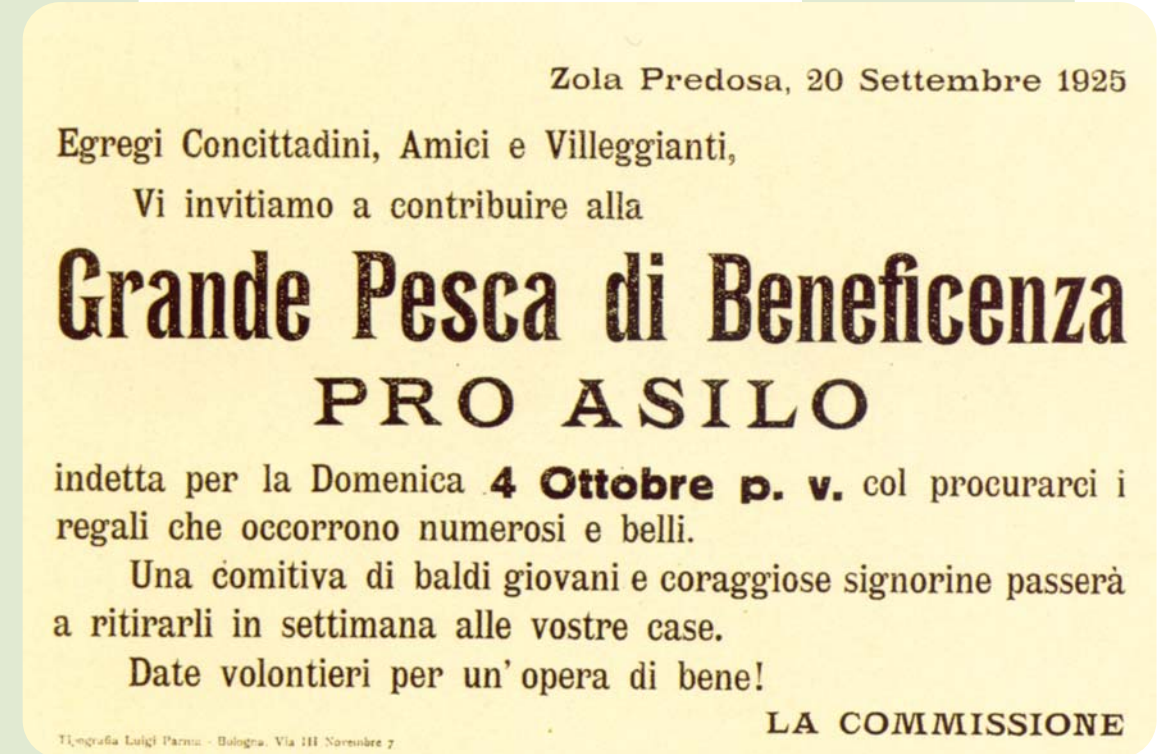 Zola Predosa, 20 Settembre 1925
Egregi Concittadini, Amici e Villeggianti,
Vi invitiamo a contribuire alla
Grande Pesca di Beneficenza
PRO ASILO
indetta per la Domenica 4 Ottobre p. v. col procurarci i
regali che occorrono numerosi e belli.
Una comitiva di baldi giovani e coraggiose signorine passerà
a ritirarli in settimana alle vostre case.
Date volontieri per un' opera di bene!
LA COMMISSIONE
Tipografia Luigi Parma - Bologna, Via III Novembre 7